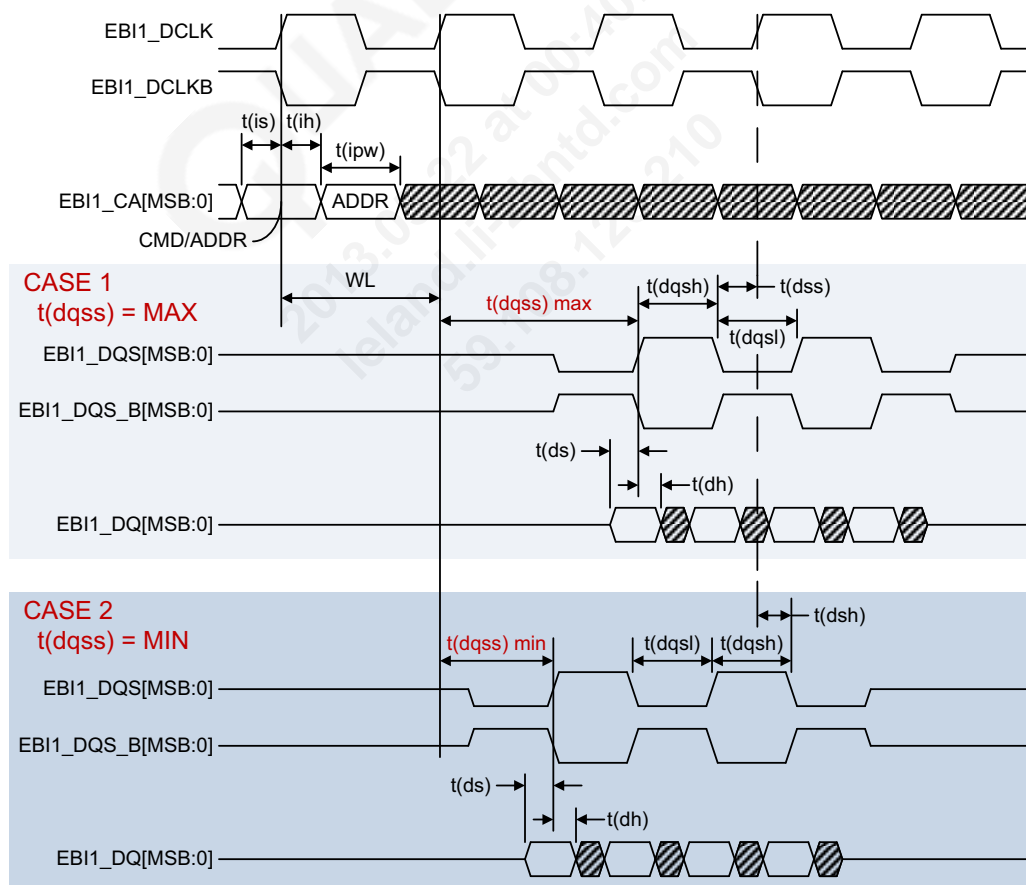 EBI1_DCLK
EBI1_DCLKB
t(is) t(ih)
t(ipw)
EBI1_CA[MSB:0]
ADDR
CMD/ADDR
CASE 1
t(dqss) = MAX
WL
t(dqss) max
t(dqsh)
t(dss)
t(dqsl)
EBI1_DQS[MSB:0]
EBI1_DQS_B[MSB:0]
t(ds)
t(dh)
EBI1_DQ[MSB:0]
CASE 2
t(dqss) = MIN
t(dsh)
t(dqss) min
t(dqsl)
t(dqsh)
EBI1_DQS[MSB:0]
EBI1_DQS_B[MSB:0]
t(ds)
t(dh)
EBI1_DQ[MSB:0]